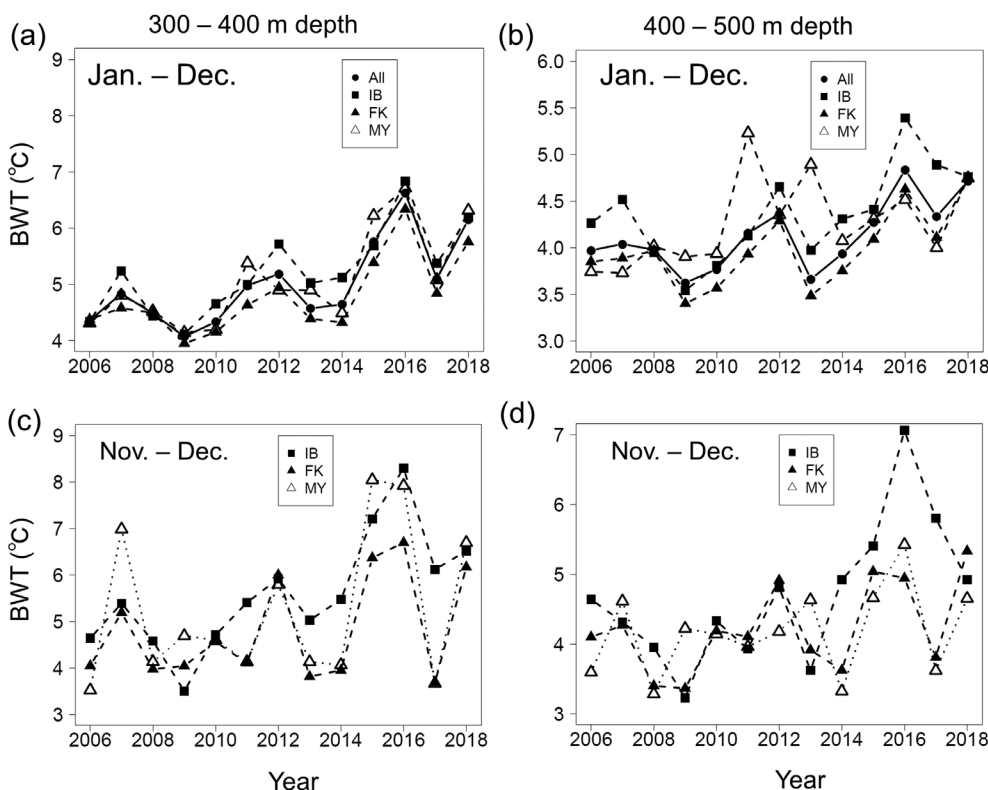 300 – 400 m depth
400 – 500 m depth
(a)
Jan. – Dec.
All
IB
FK
MY
BWT (°C)
9
8
7
6
5
4
2006 2008 2010 2012 2014 2016 2018
(b)
Jan. – Dec.
All
IB
FK
MY
6.0
5.5
5.0
4.5
4.0
3.5
3.0
2006 2008 2010 2012 2014 2016 2018
(c)
Nov. – Dec.
IB
FK
MY
BWT (°C)
9
8
7
6
5
4
3
2006 2008 2010 2012 2014 2016 2018
Year
(d)
Nov. – Dec.
IB
FK
MY
7
6
5
4
3
2006 2008 2010 2012 2014 2016 2018
Year